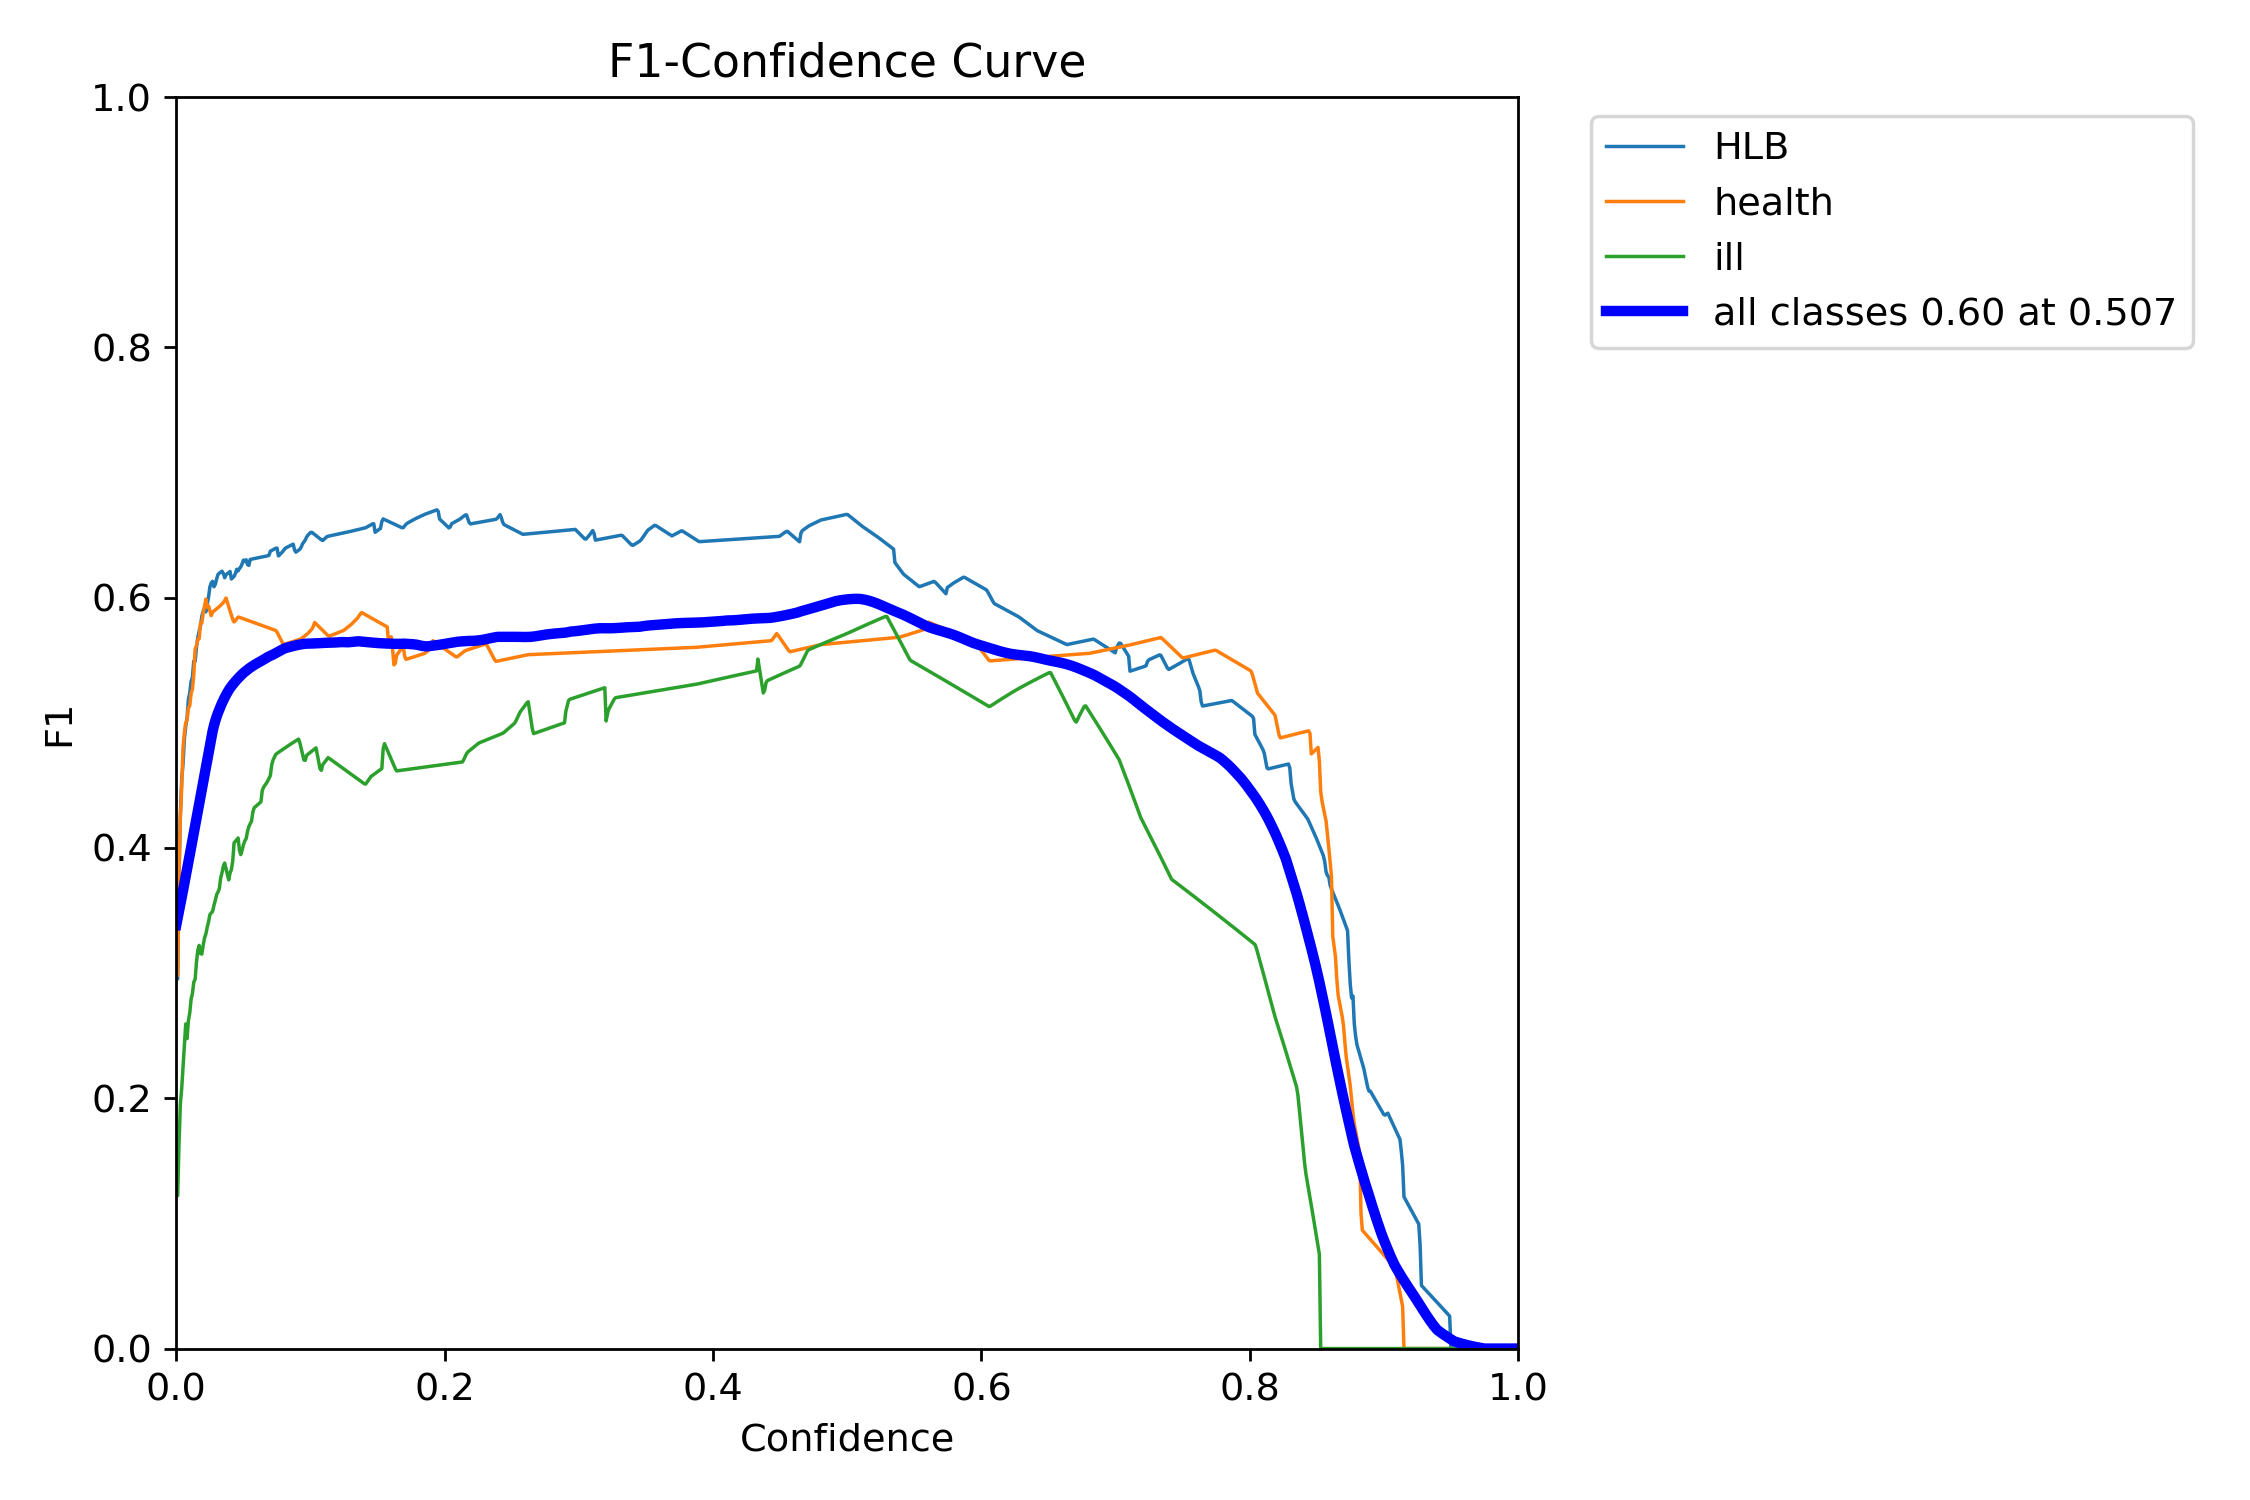 F1-Confidence Curve
1.0
0.8
0.6
0.4
0.2
0.0
F1
0.0 0.2 0.4 0.6 0.8 1.0
Confidence
HLB
health
ill
all classes 0.60 at 0.507